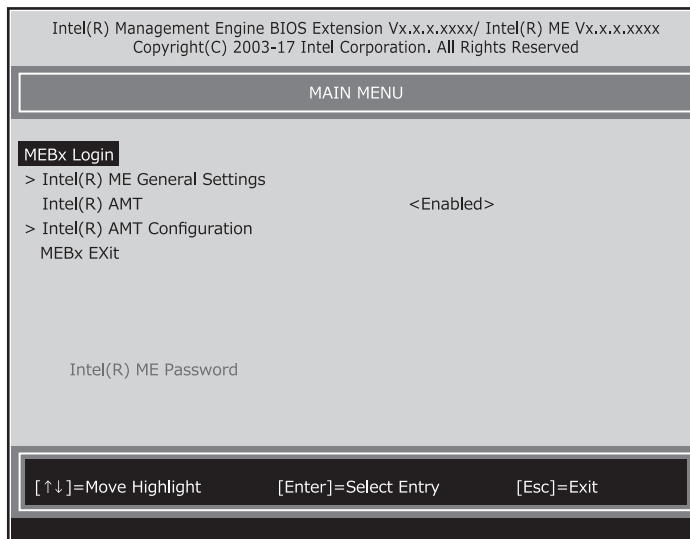 Intel(R) Management Engine BIOS Extension Vx.x.x.xxxx/ Intel(R) ME Vx.x.x.xxxx
Copyright(C) 2003-17 Intel Corporation. All Rights Reserved
MAIN MENU
MEBx Login
> Intel(R) ME General Settings
Intel(R) AMT <Enabled>
> Intel(R) AMT Configuration
MEBx EXit
Intel(R) ME Password
[↑↓]=Move Highlight [Enter]=Select Entry [Esc]=Exit